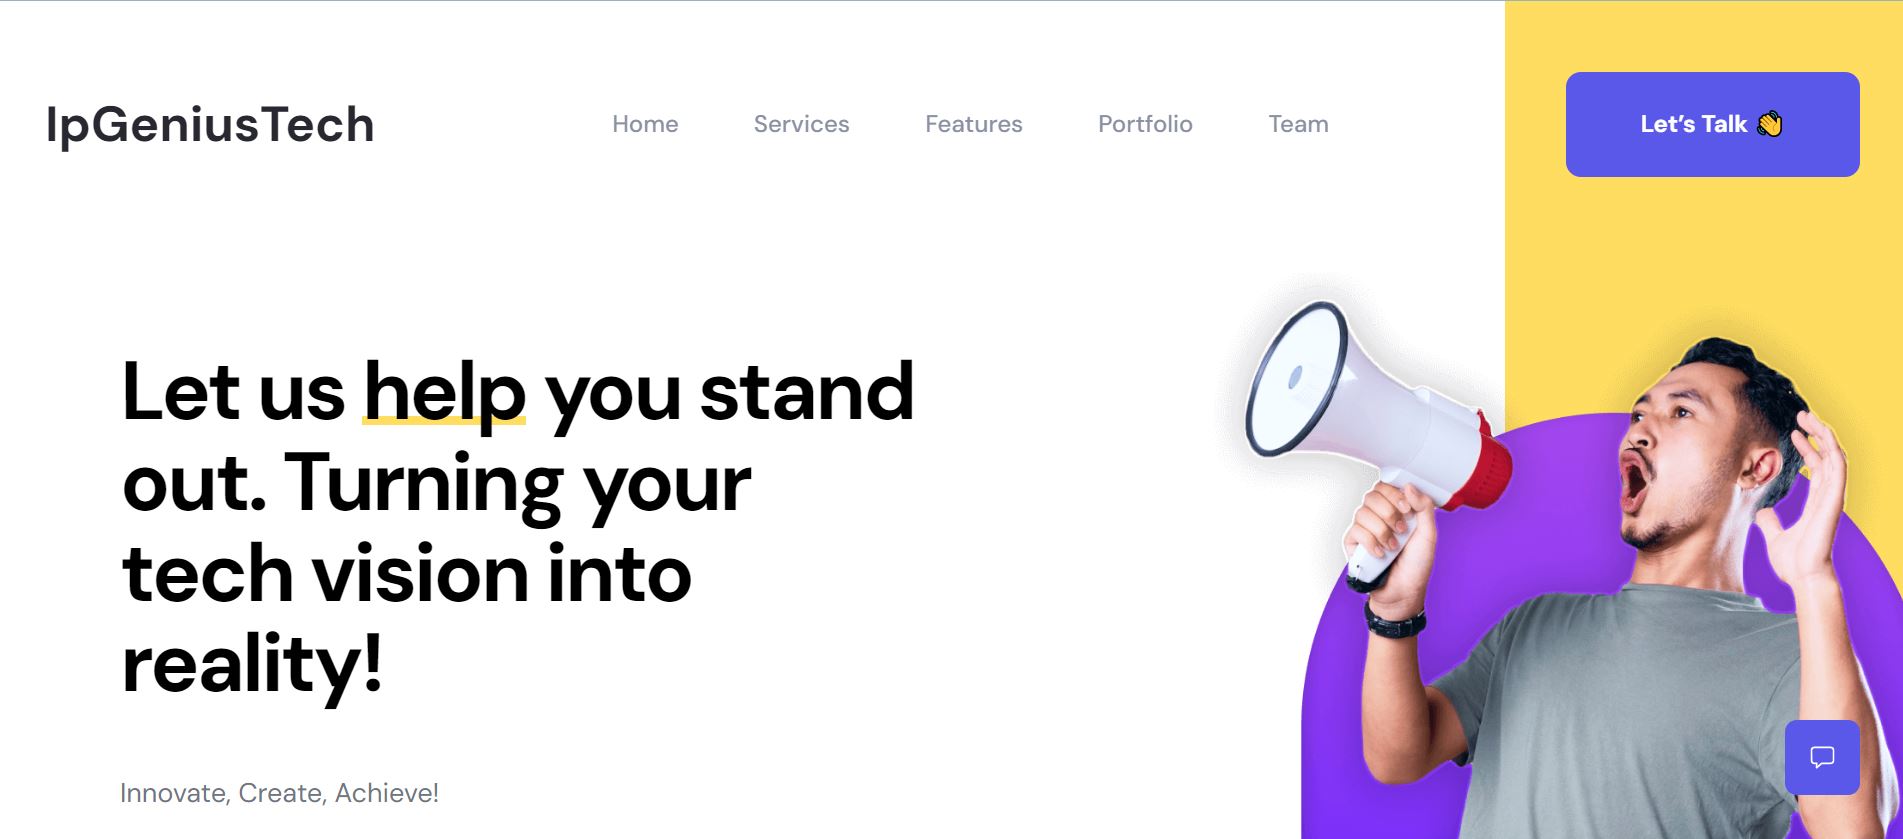 IpGeniusTech
Home Services Features Portfolio Team
Let's Talk 👋
Let us help you stand
out. Turning your
tech vision into
reality!
Innovate, Create, Achieve!